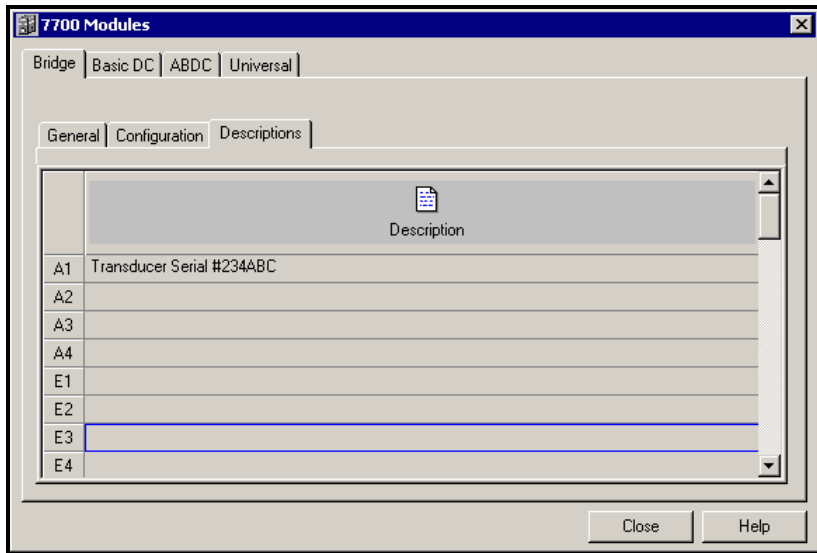 7700 Modules
Bridge Basic DC ABDC Universal
General Configuration Descriptions
Description
A1 Transducer Serial #234ABC
A2
A3
A4
E1
E2
E3
E4
Close Help